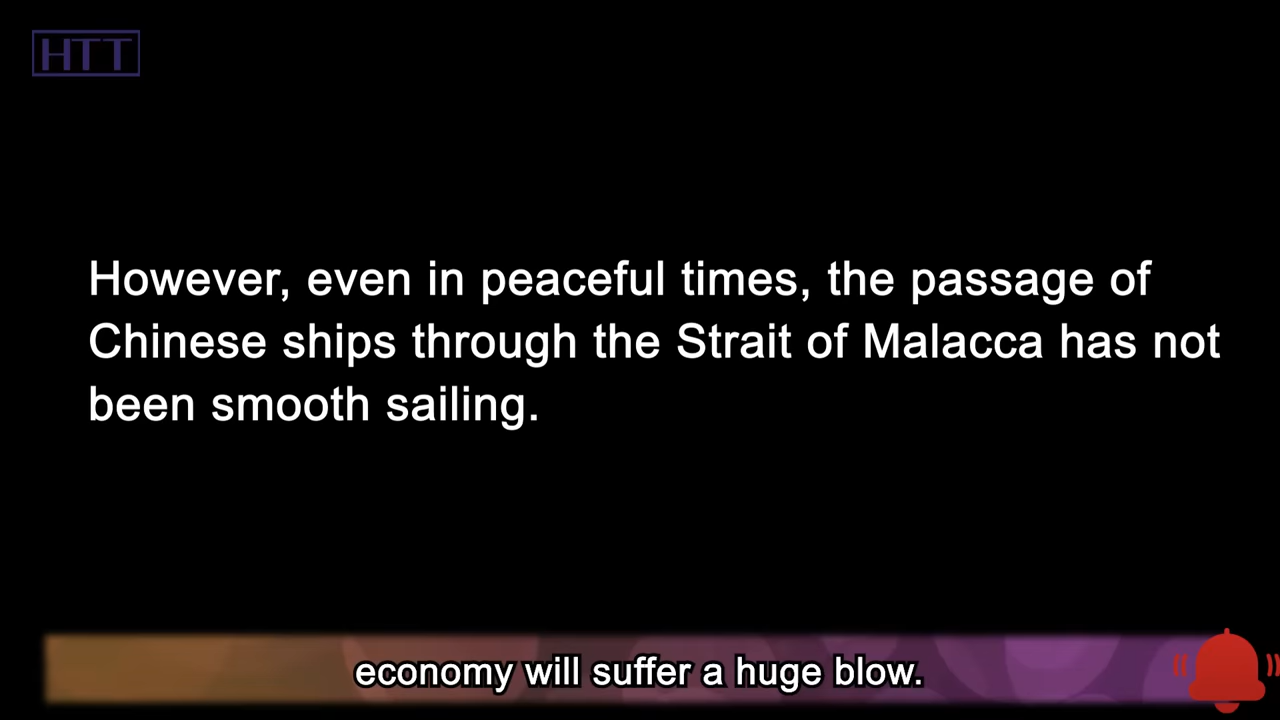 HTT
However, even in peaceful times, the passage of
Chinese ships through the Strait of Malacca has not
been smooth sailing.
economy will suffer a huge blow.